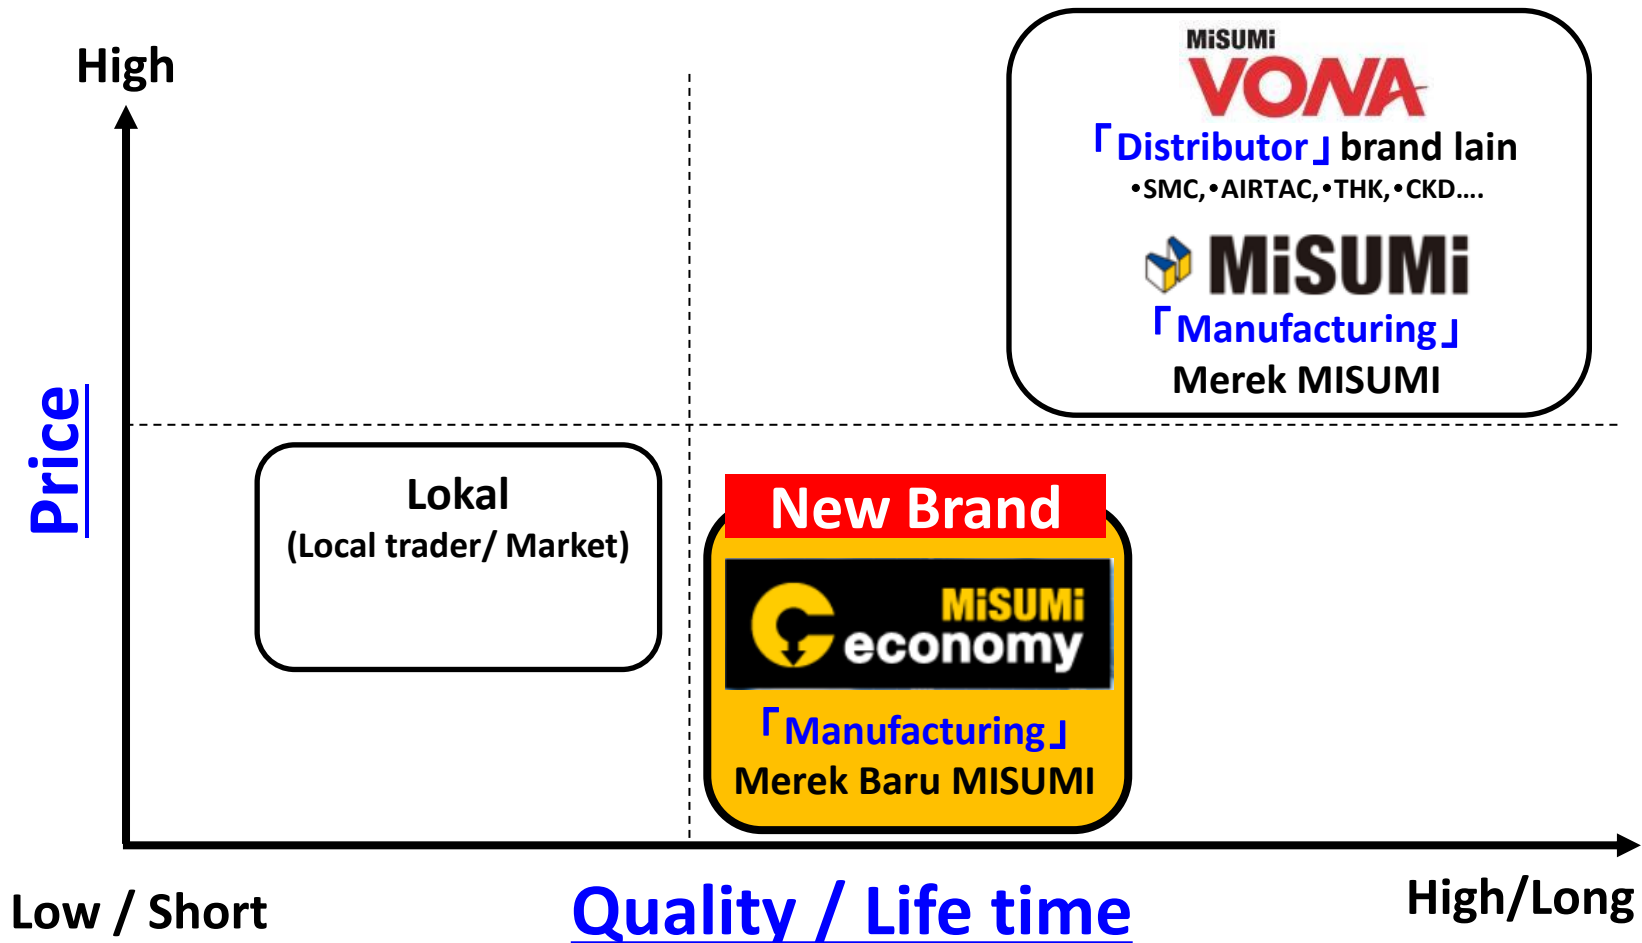 High
MiSUMi
VONA
「Distributor」brand lain
•SMC,•AIRTAC,•THK,•CKD....
MiSUMi
「Manufacturing」
Merek MISUMI
Price
Lokal
(Local trader/ Market)
New Brand
MiSUMi
economy
「Manufacturing」
Merek Baru MISUMI
Low / Short
Quality / Life time
High/Long